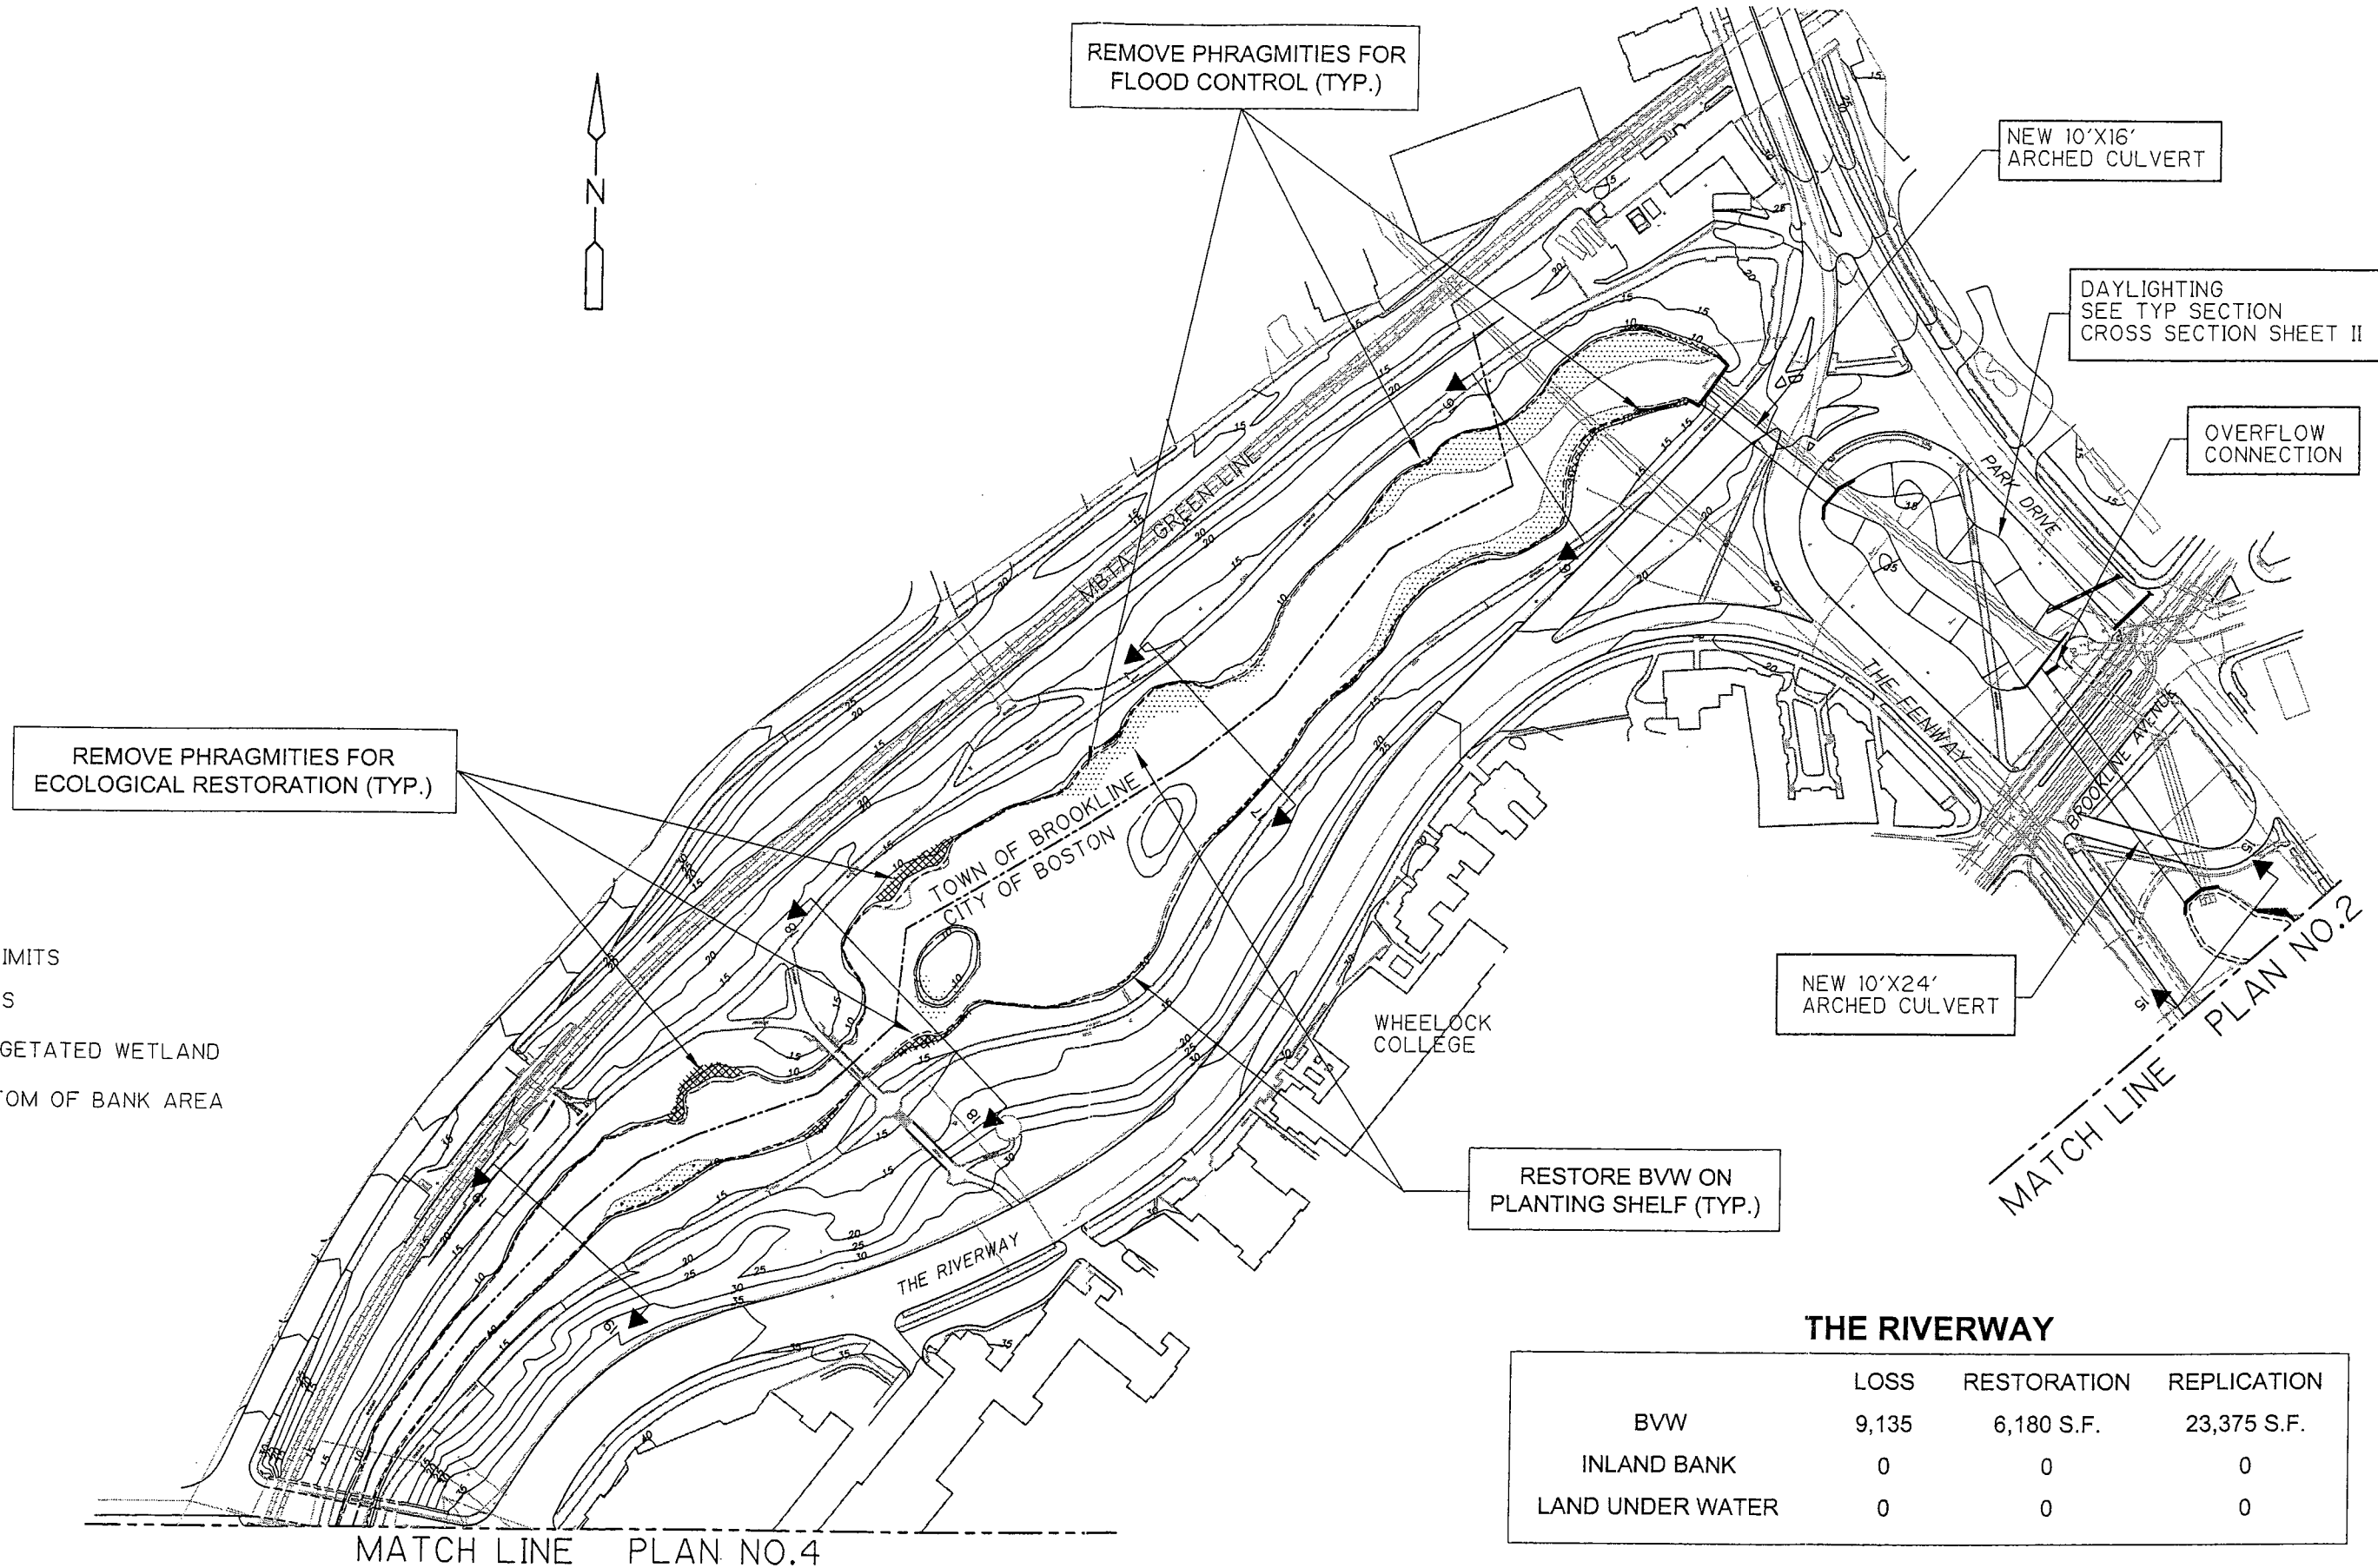 REMOVE PHRAGMITIES FOR
FLOOD CONTROL (TYP.)
N
NEW 10'X16'
ARCHED CULVERT
DAYLIGHTING
SEE TYP SECTION
CROSS SECTION SHEET II
OVERFLOW
CONNECTION
PARK DRIVE
MBTA GREEN LINE
THE FENWAY
BROOKLINE AVENUE
REMOVE PHRAGMITIES FOR
ECOLOGICAL RESTORATION (TYP.)
TOWN OF BROOKLINE
CITY OF BOSTON
IMITS
S
GETATED WETLAND
TOM OF BANK AREA
WHEELOCK
COLLEGE
NEW 10'X24'
ARCHED CULVERT
MATCH LINE PLAN NO.2
RESTORE BVW ON
PLANTING SHELF (TYP.)
THE RIVERWAY
THE RIVERWAY
LOSS RESTORATION REPLICATION
BVW 9,135 6,180 S.F. 23,375 S.F.
INLAND BANK 0 0 0
LAND UNDER WATER 0 0 0
MATCH LINE PLAN NO.4